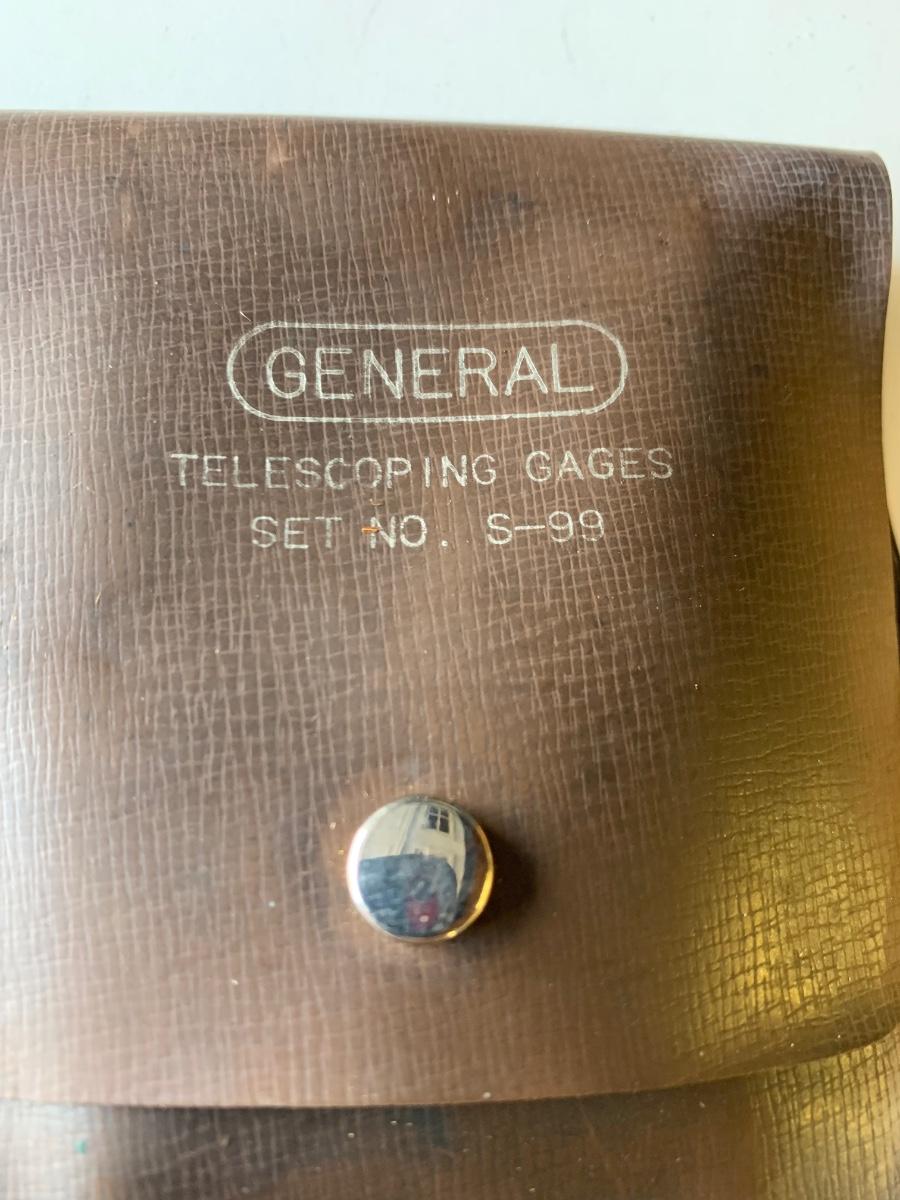 GENERAL
TELESCOPING GAGES
SET NO. S-99